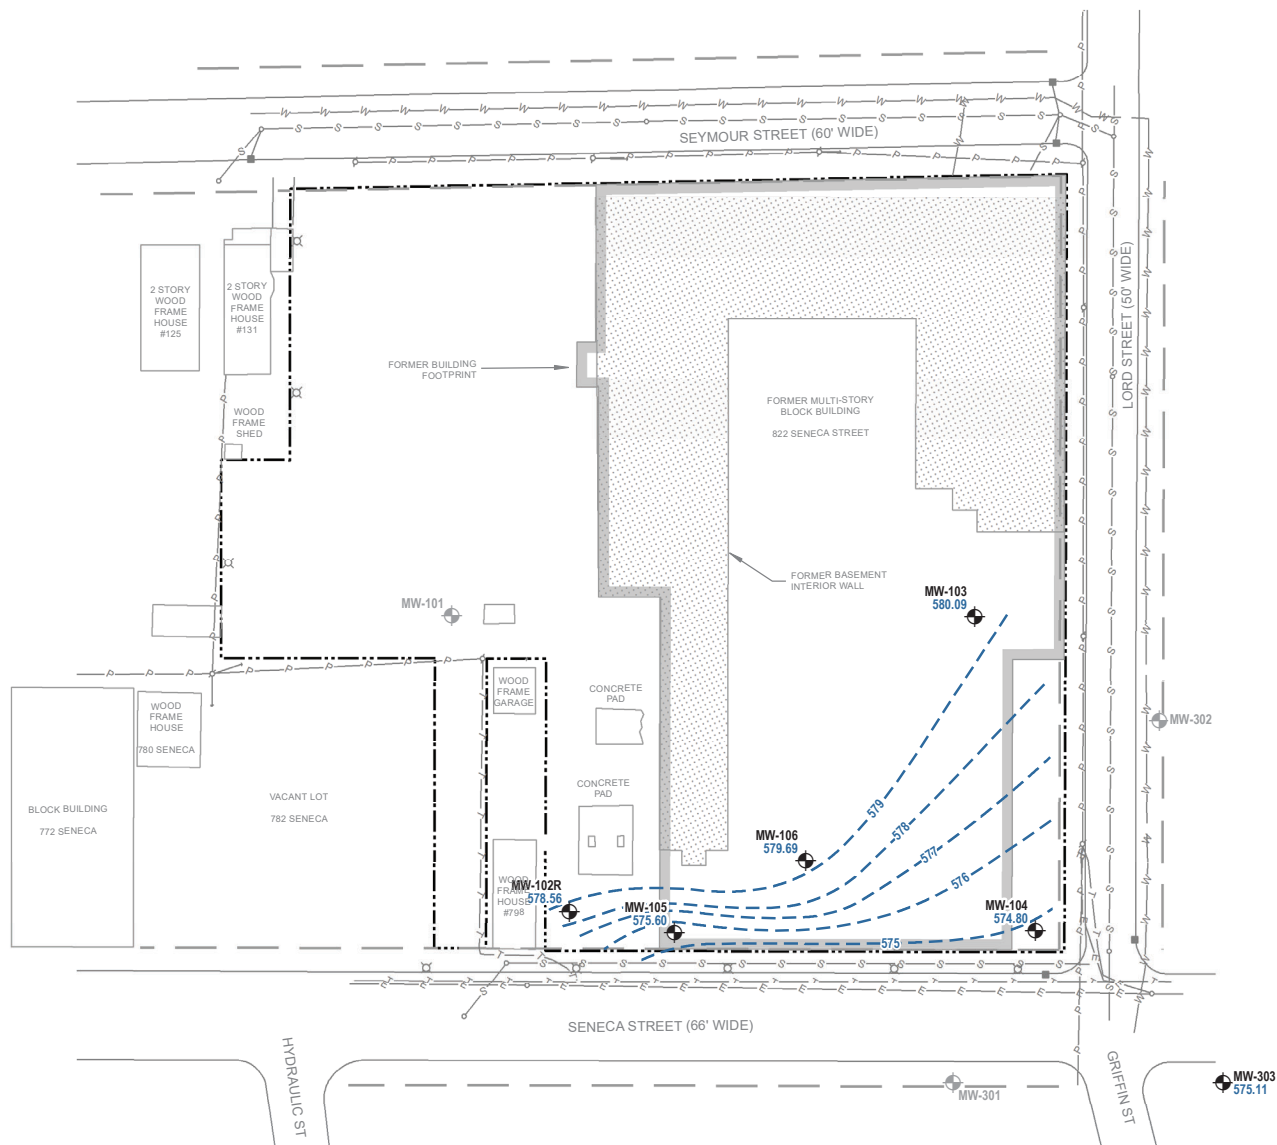 SEYMOUR STREET (60' WIDE)
LORD STREET (50' WIDE)
2 STORY
WOOD
FRAME
HOUSE
#125
2 STORY
WOOD
FRAME
HOUSE
#131
FORMER BUILDING
FOOTPRINT
WOOD
FRAME
SHED
FORMER MULTI-STORY
BLOCK BUILDING
822 SENECA STREET
FORMER BASEMENT
INTERIOR WALL
MW-101
MW-103
580.09
WOOD
FRAME
GARAGE
CONCRETE
PAD
WOOD
FRAME
HOUSE
780 SENECA
MW-302
BLOCK BUILDING
772 SENECA
VACANT LOT
782 SENECA
CONCRETE
PAD
579
578
577
576
575
MW-106
579.69
WOOD
FRAME
HOUSE
#798
MW-102R
578.56
MW-105
575.60
MW-104
574.80
SENECA STREET (66' WIDE)
HYDRAULIC ST
GRIFFIN ST
MW-301
MW-303
575.11